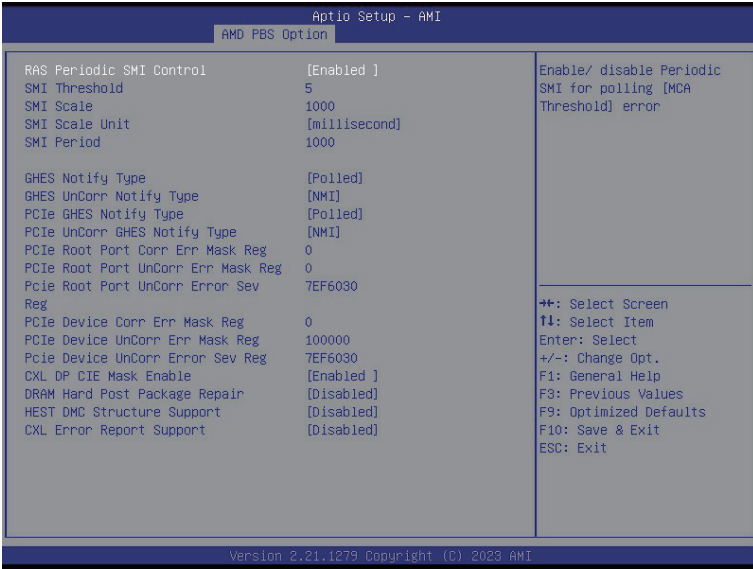 Aptio Setup – AMI
AMD PBS Option
RAS Periodic SMI Control [Enabled ]
SMI Threshold 5
SMI Scale 1000
SMI Scale Unit [millisecond]
SMI Period 1000
GHES Notify Type [Polled]
GHES UnCorr Notify Type [NMI]
PCIe GHES Notify Type [Polled]
PCIe UnCorr GHES Notify Type [NMI]
PCIe Root Port Corr Err Mask Reg 0
PCIe Root Port UnCorr Err Mask Reg 0
Pcie Root Port UnCorr Error Sev 7EF6030
Reg
PCIe Device Corr Err Mask Reg 0
PCIe Device UnCorr Err Mask Reg 100000
Pcie Device UnCorr Error Sev Reg 7EF6030
CXL DP CIE Mask Enable [Enabled ]
DRAM Hard Post Package Repair [Disabled]
HEST DMC Structure Support [Disabled]
CXL Error Report Support [Disabled]
Enable/ disable Periodic
SMI for polling [MCA
Threshold] error
→←: Select Screen
↑↓: Select Item
Enter: Select
+/-: Change Opt.
F1: General Help
F3: Previous Values
F9: Optimized Defaults
F10: Save & Exit
ESC: Exit
Version 2.21.1279 Copyright (C) 2023 AMI